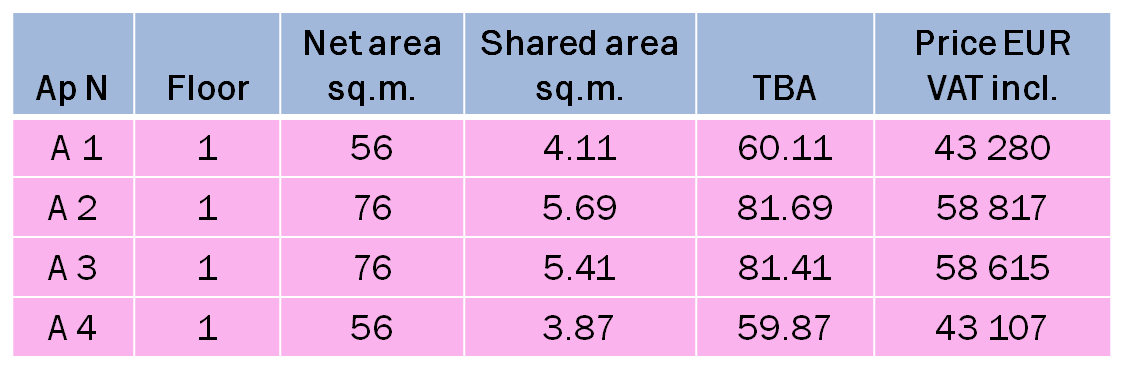 Ap N Floor Net area sq.m. Shared area sq.m. TBA Price EUR VAT incl.
A 1 1 56 4.11 60.11 43 280
A 2 1 76 5.69 81.69 58 817
A 3 1 76 5.41 81.41 58 615
A 4 1 56 3.87 59.87 43 107